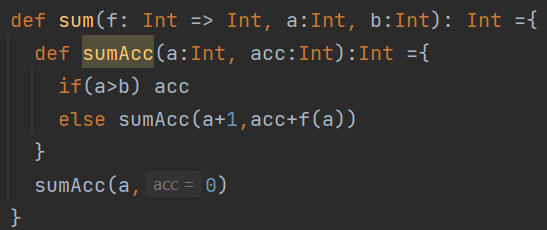 def sum(f: Int => Int, a:Int, b:Int): Int ={
def sumAcc(a:Int, acc:Int):Int ={
if(a>b) acc
else sumAcc(a+1,acc+f(a))
}
sumAcc(a, acc = 0)
}